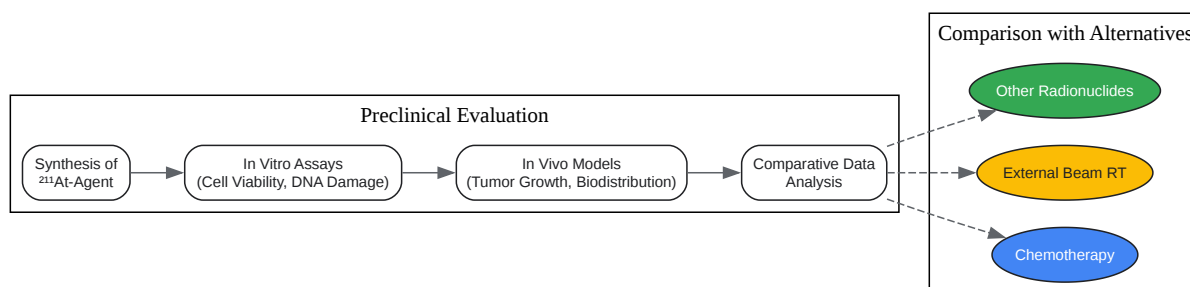 Comparison with Alternatives
Preclinical Evaluation
Synthesis of
²¹¹At-Agent
In Vitro Assays
(Cell Viability, DNA Damage)
In Vivo Models
(Tumor Growth, Biodistribution)
Comparative Data
Analysis
Other Radionuclides
External Beam RT
Chemotherapy